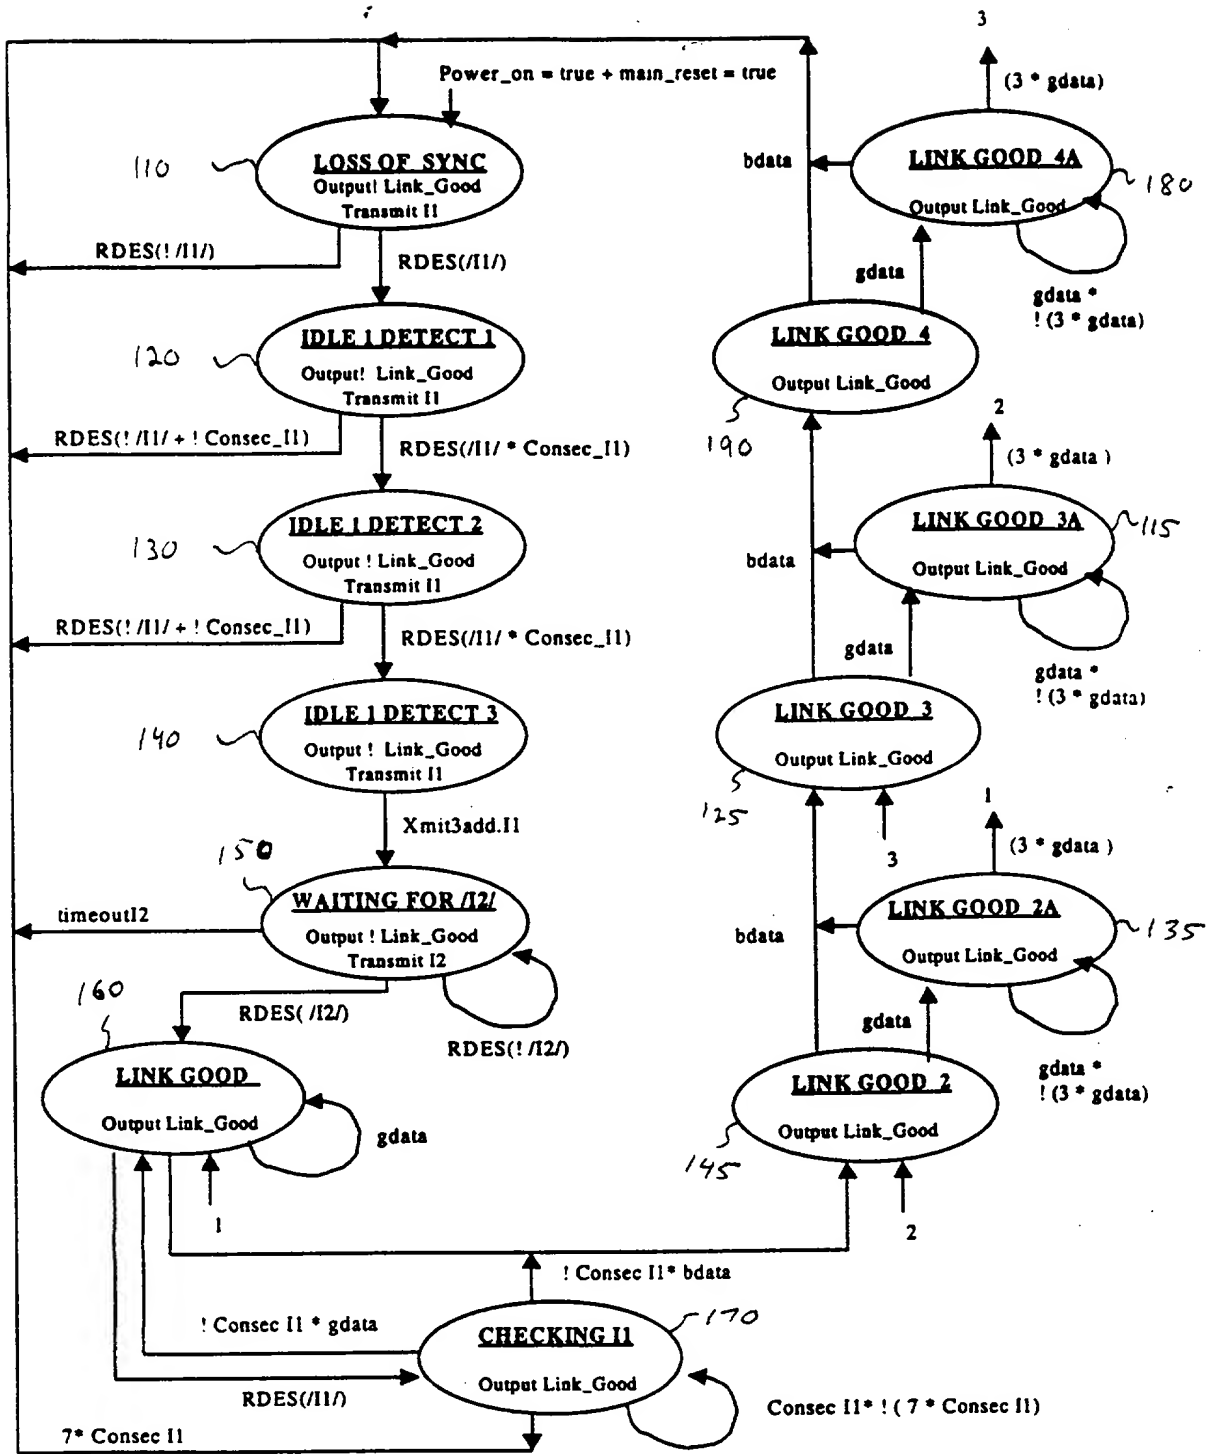 3
(3 * gdata)
Power_on = true + main_reset = true
110
LOSS OF SYNC
Output! Link_Good
Transmit I1
bdata
LINK GOOD 4A
Output Link_Good
180
RDES(! /I1/)
RDES(/I1/)
gdata
gdata *
! (3 * gdata)
120
IDLE 1 DETECT 1
Output! Link_Good
Transmit I1
LINK GOOD 4
Output Link_Good
190
2
(3 * gdata )
RDES(! /I1/ + ! Consec_I1)
RDES(/I1/ * Consec_I1)
130
IDLE 1 DETECT 2
Output ! Link_Good
Transmit I1
bdata
LINK GOOD 3A
Output Link_Good
115
RDES(! /I1/ + ! Consec_I1)
RDES(/I1/ * Consec_I1)
gdata
gdata *
! (3 * gdata)
140
IDLE 1 DETECT 3
Output ! Link_Good
Transmit I1
LINK GOOD 3
Output Link_Good
125
3
1
(3 * gdata )
Xmit3add.I1
150
WAITING FOR /I2/
Output ! Link_Good
Transmit I2
timeoutI2
bdata
LINK GOOD 2A
Output Link_Good
135
160
RDES( /I2/)
RDES(! /I2/)
gdata
gdata *
! (3 * gdata)
LINK GOOD
Output Link_Good
gdata
LINK GOOD 2
Output Link_Good
145
1
2
! Consec I1* bdata
! Consec I1 * gdata
170
CHECKING I1
Output Link_Good
RDES(/I1/)
7* Consec I1
Consec I1* ! ( 7 * Consec I1)